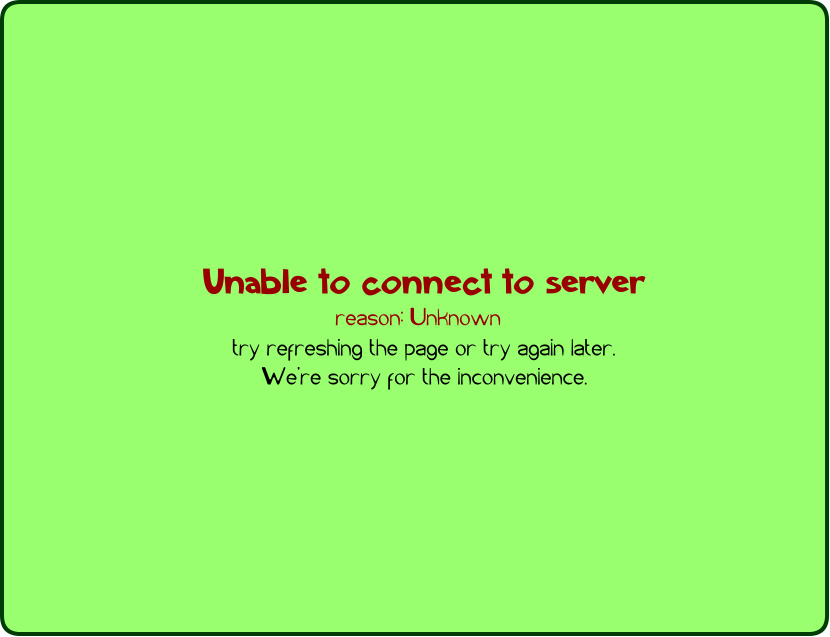 Unable to connect to server
reason: Unknown
try refreshing the page or try again later.
We're sorry for the inconvenience.